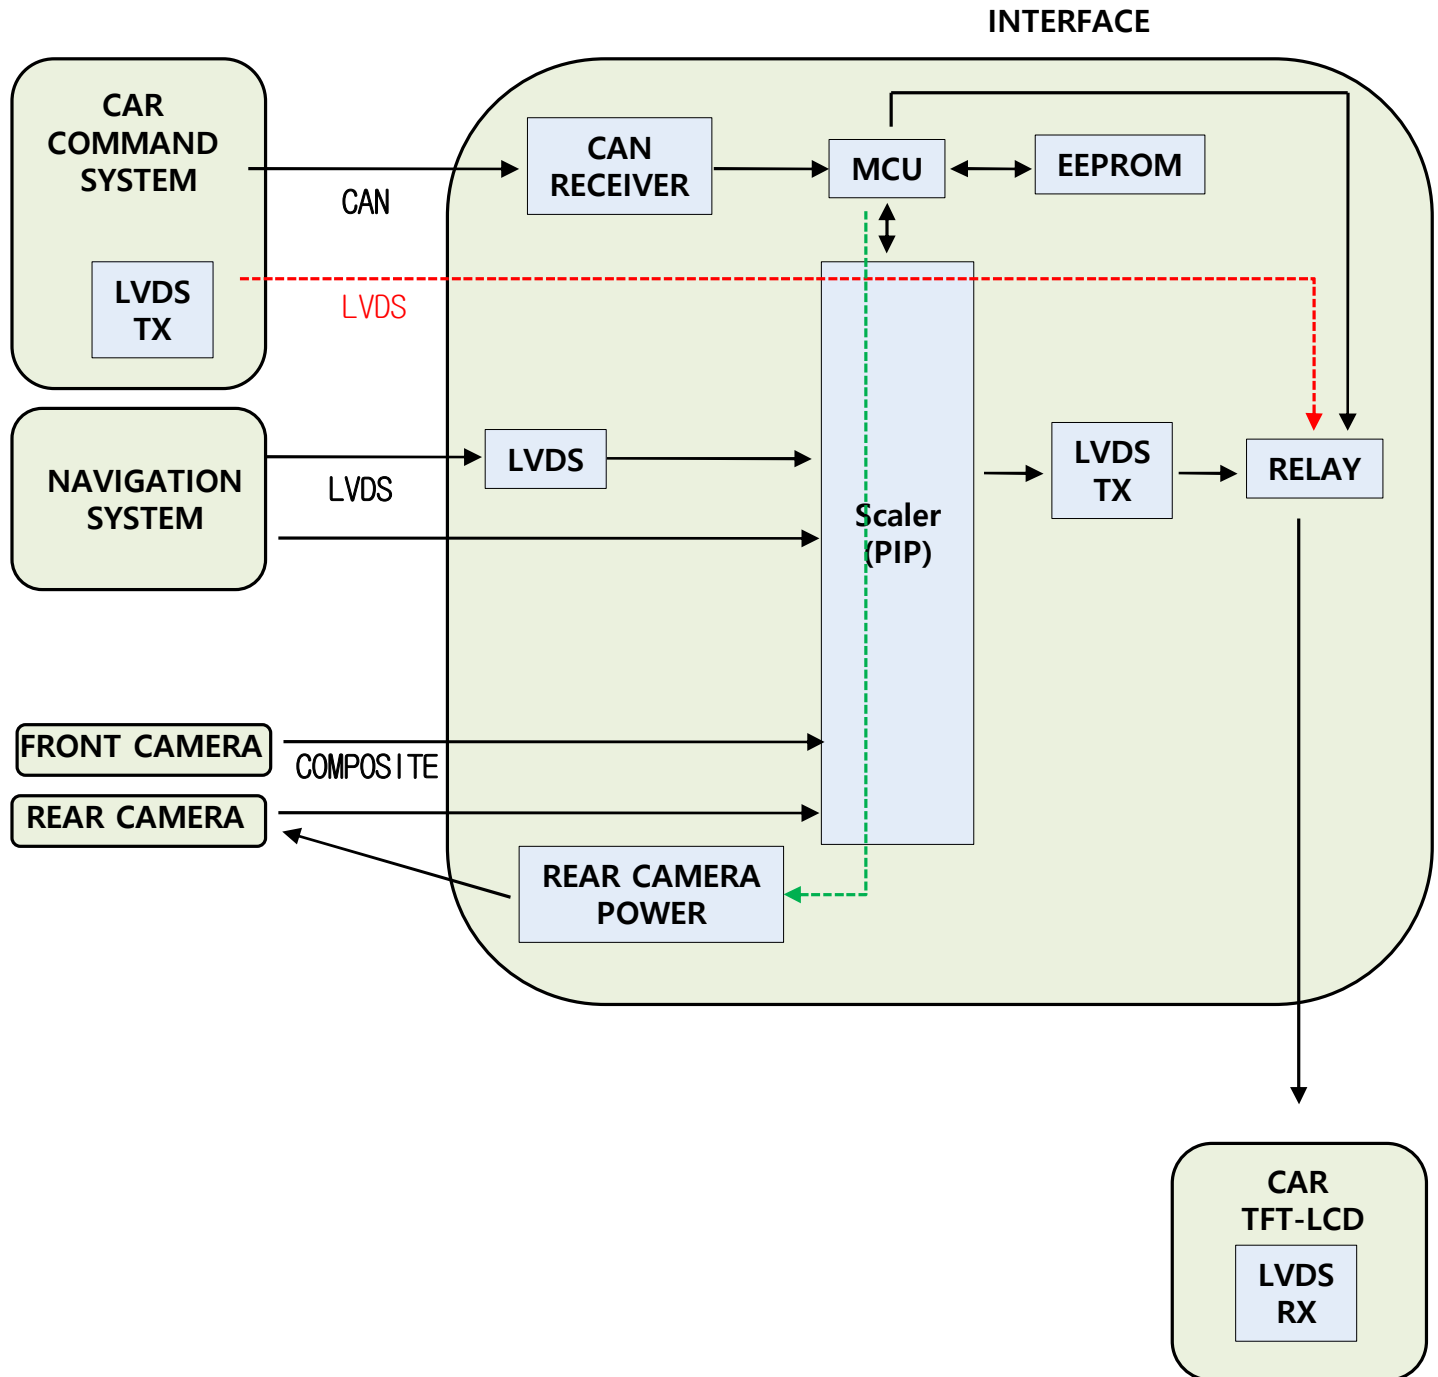 INTERFACE
CAR
COMMAND
SYSTEM
LVDS
TX
CAN
LVDS
CAN
RECEIVER
MCU
EEPROM
NAVIGATION
SYSTEM
LVDS
LVDS
Scaler
(PIP)
LVDS
TX
RELAY
FRONT CAMERA
COMPOSITE
REAR CAMERA
REAR CAMERA
POWER
CAR
TFT-LCD
LVDS
RX